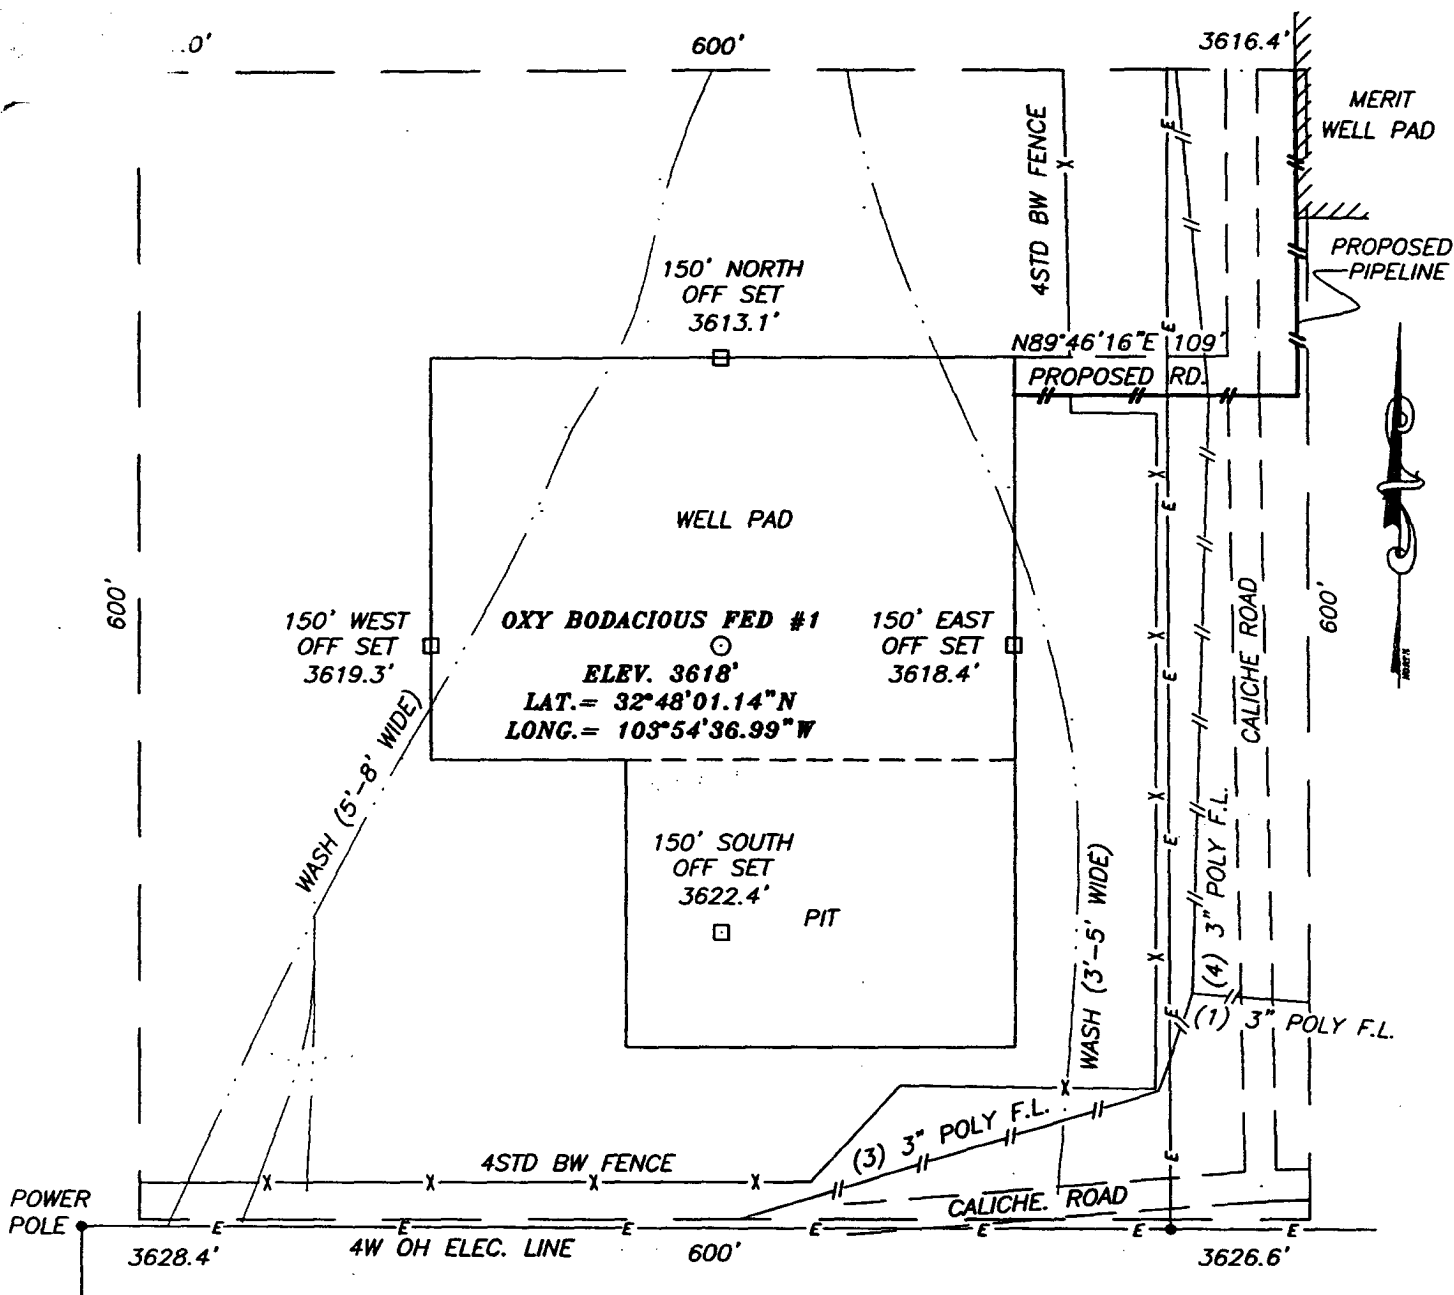 .0'
600'
3616.4'
MERIT
WELL PAD
4STD BW FENCE
PROPOSED
PIPELINE
150' NORTH
OFF SET
3613.1'
N89°46'16"E 109'
PROPOSED RD.
WELL PAD
600'
150' WEST
OFF SET
3619.3'
OXY BODACIOUS FED #1
ELEV. 3618'
LAT.= 32°48'01.14"N
LONG.= 103°54'36.99"W
150' EAST
OFF SET
3618.4'
CALICHE ROAD
600'
NORTH
WASH (5'-8' WIDE)
150' SOUTH
OFF SET
3622.4'
PIT
WASH (3'-5' WIDE)
(4) 3" POLY F.L.
(1) 3" POLY F.L.
(3) 3" POLY F.L.
4STD BW FENCE
CALICHE. ROAD
POWER
POLE
3628.4'
4W OH ELEC. LINE
600'
3626.6'